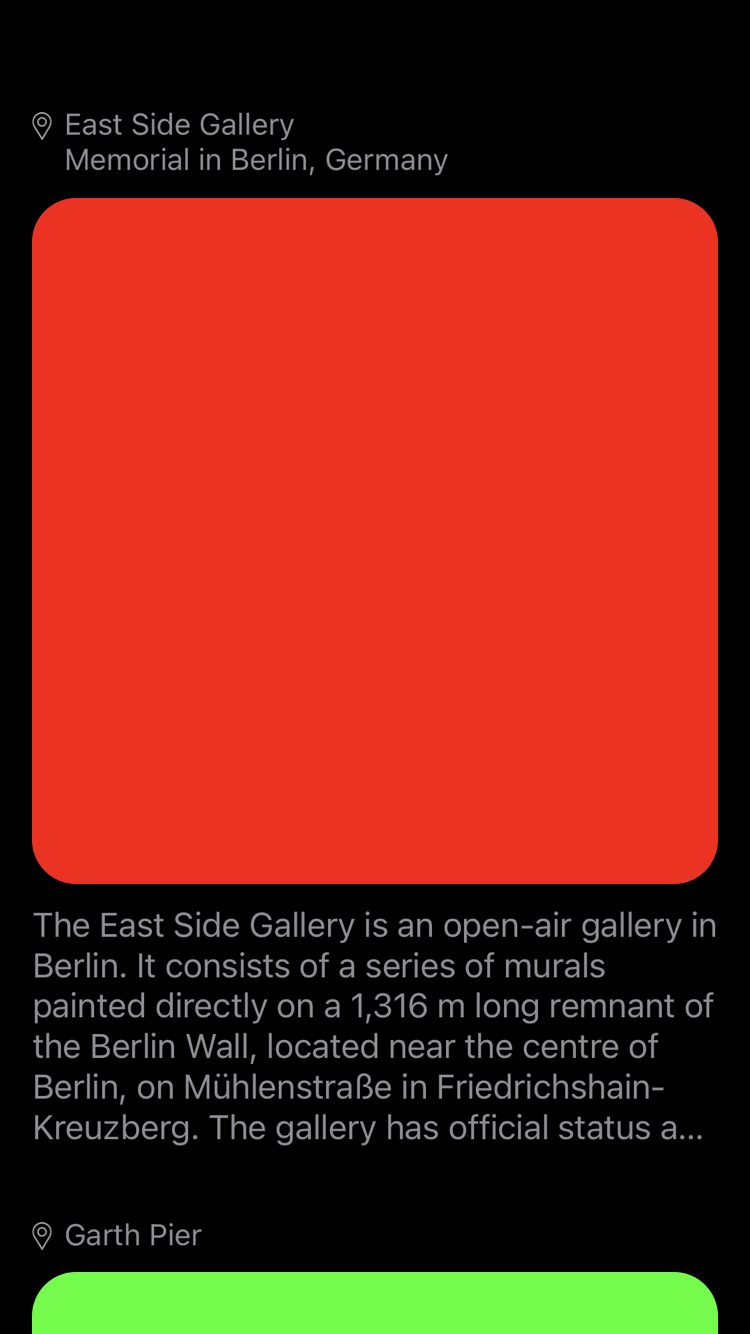 East Side Gallery
Memorial in Berlin, Germany
The East Side Gallery is an open-air gallery in
Berlin. It consists of a series of murals
painted directly on a 1,316 m long remnant of
the Berlin Wall, located near the centre of
Berlin, on Mühlenstraße in Friedrichshain-
Kreuzberg. The gallery has official status a...
Garth Pier